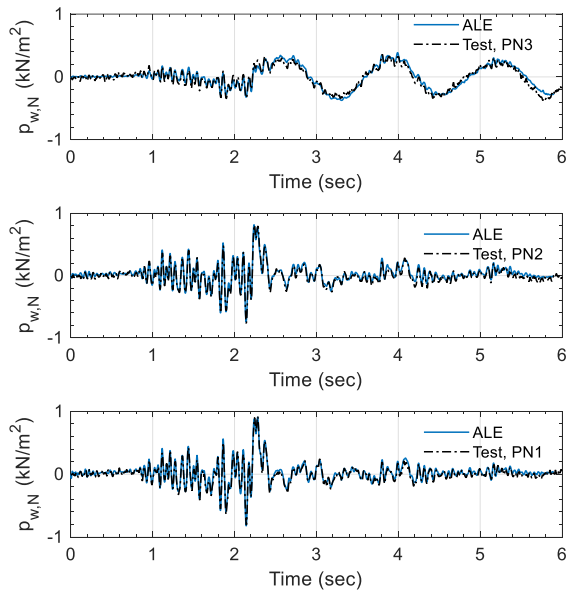 1
0
-1
p_w,N (kN/m²)
ALE
Test, PN3
0 1 2 3 4 5 6
Time (sec)
1
0
-1
p_w,N (kN/m²)
ALE
Test, PN2
0 1 2 3 4 5 6
Time (sec)
1
0
-1
p_w,N (kN/m²)
ALE
Test, PN1
0 1 2 3 4 5 6
Time (sec)